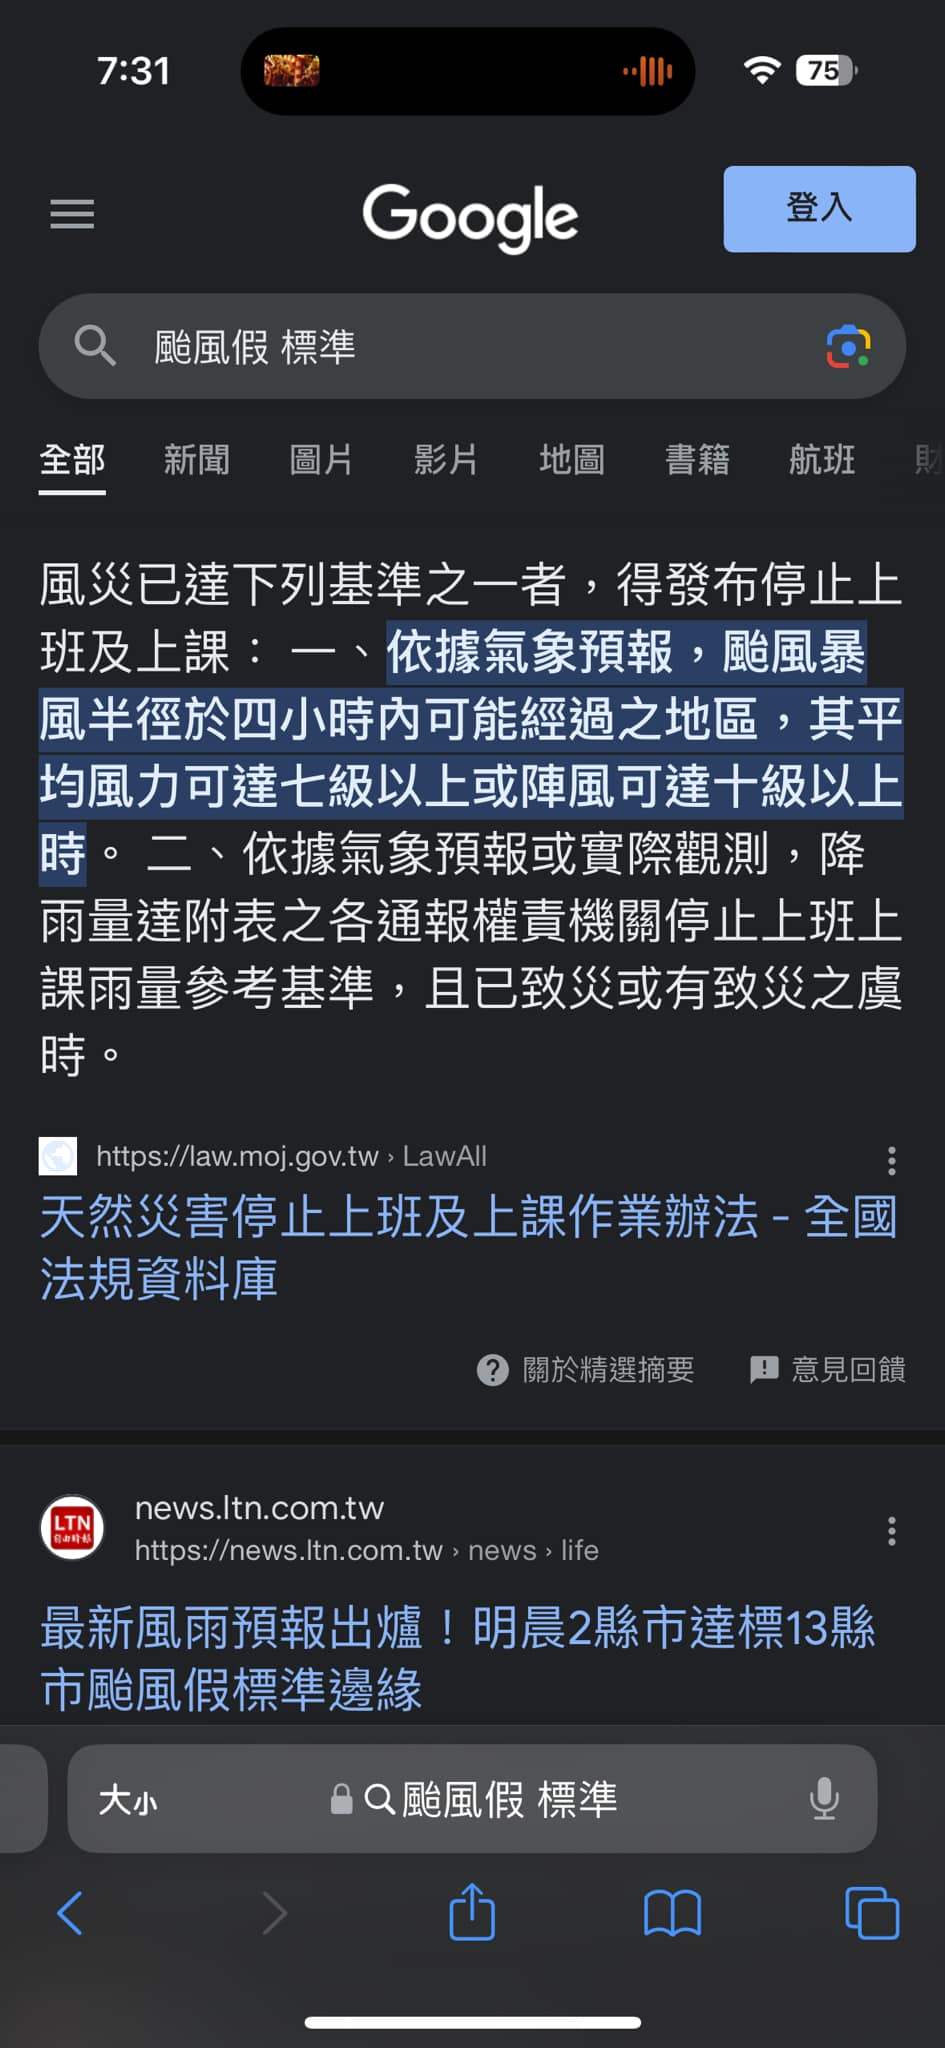 7:31
75
Google
登入
颱風假 標準
全部 新聞 圖片 影片 地圖 書籍 航班 財
風災已達下列基準之一者，得發布停止上
班及上課： 一、依據氣象預報，颱風暴
風半徑於四小時內可能經過之地區，其平
均風力可達七級以上或陣風可達十級以上
時。 二、依據氣象預報或實際觀測，降
雨量達附表之各通報權責機關停止上班上
課雨量參考基準，且已致災或有致災之虞
時。
https://law.moj.gov.tw › LawAll
天然災害停止上班及上課作業辦法 - 全國
法規資料庫
關於精選摘要 意見回饋
LTN
自由時報
news.ltn.com.tw
https://news.ltn.com.tw › news › life
最新風雨預報出爐！明晨2縣市達標13縣
市颱風假標準邊緣
大小 颱風假 標準